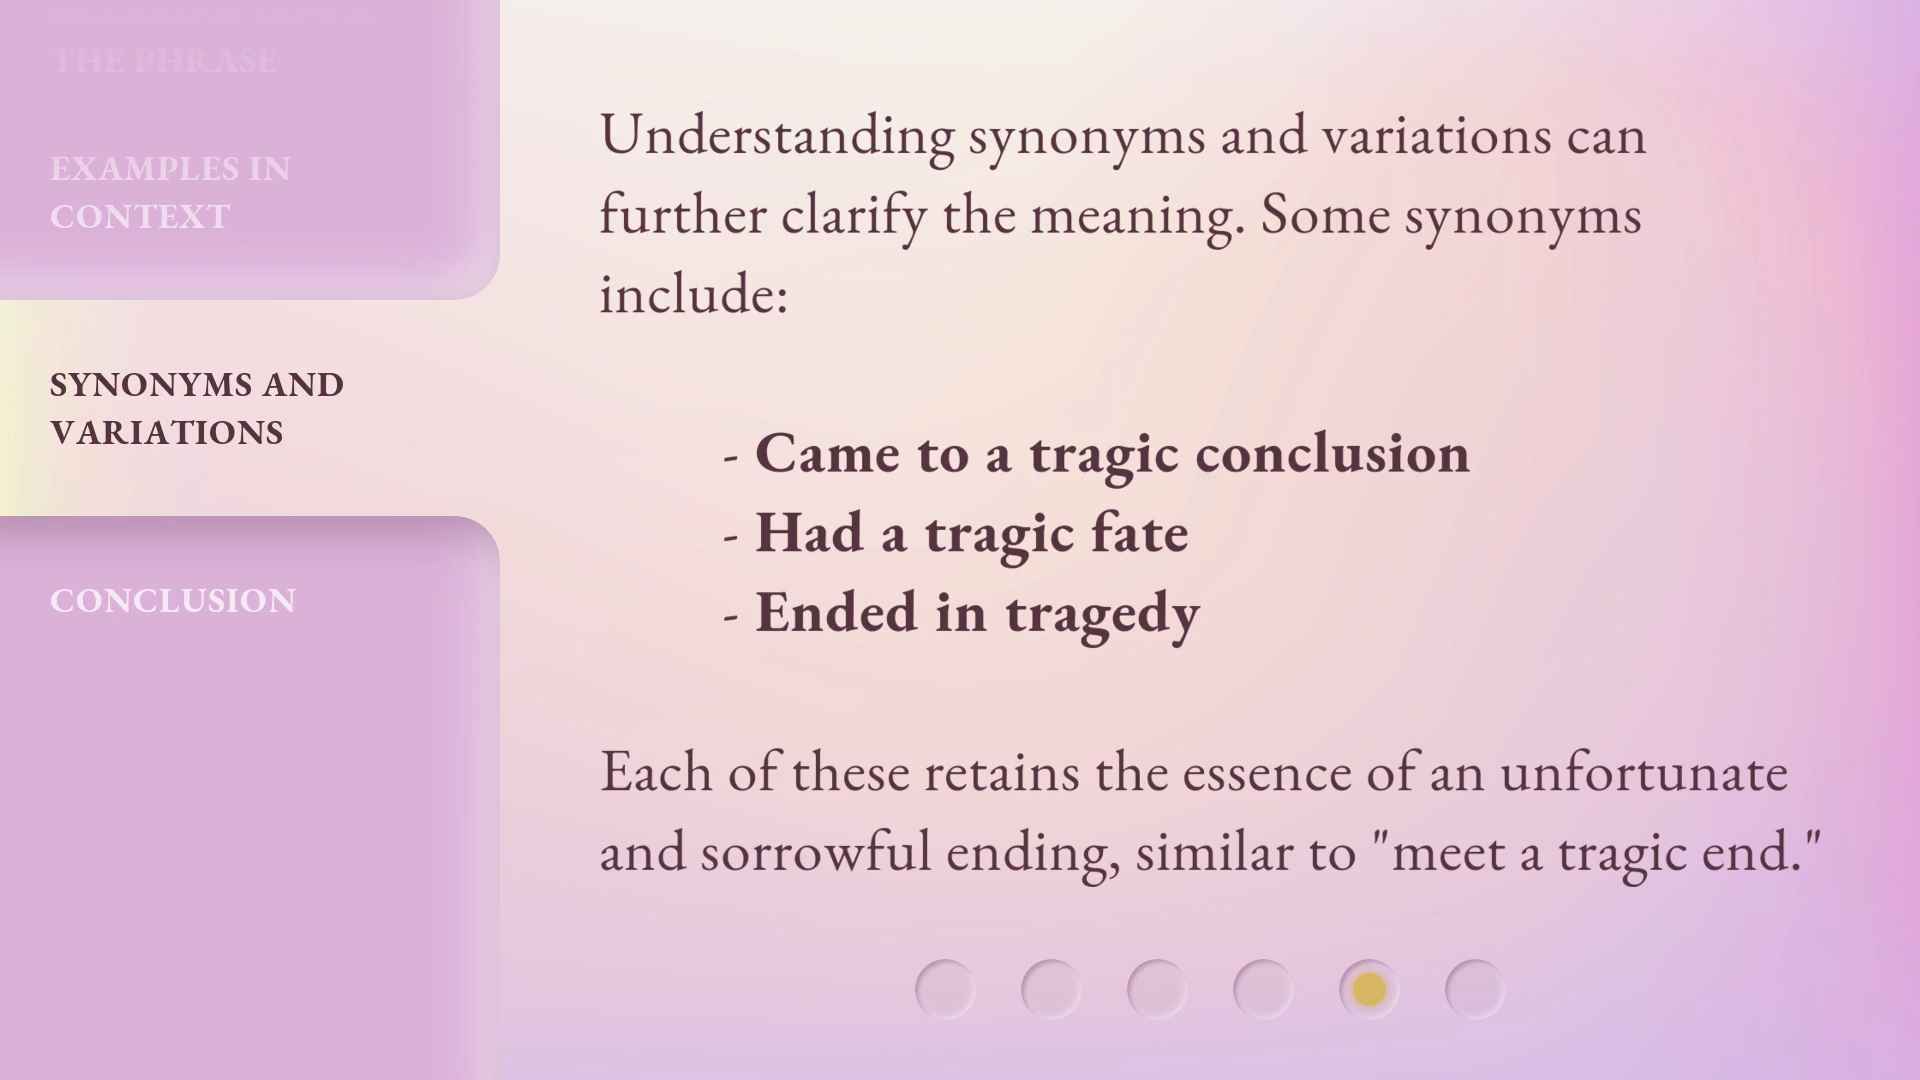 THE PHRASE
EXAMPLES IN
CONTEXT
SYNONYMS AND
VARIATIONS
CONCLUSION
Understanding synonyms and variations can
further clarify the meaning. Some synonyms
include:
- Came to a tragic conclusion
- Had a tragic fate
- Ended in tragedy
Each of these retains the essence of an unfortunate
and sorrowful ending, similar to "meet a tragic end."